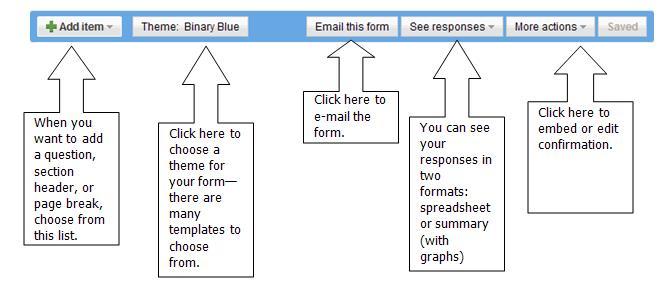 Add item
Theme: Binary Blue
Email this form
See responses
More actions
Saved
When you
want to add
a question,
section
header, or
page break,
choose from
this list.
Click here to
choose a
theme for
your form—
there are
many
templates to
choose
from.
Click here to
e-mail the
form.
You can see
your
responses in
two
formats:
spreadsheet
or summary
(with
graphs)
Click here to
embed or edit
confirmation.